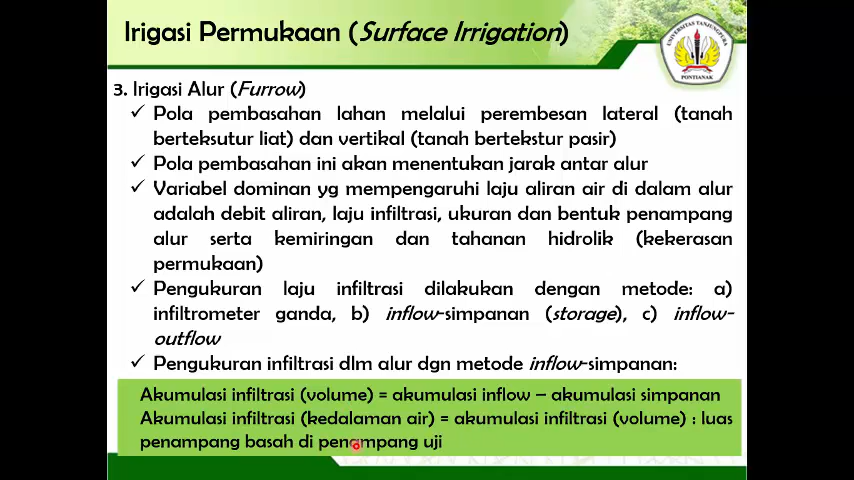 Irigasi Permukaan (Surface Irrigation)
UNIVERSITAS TANJUNGPURA
PONTIANAK
3. Irigasi Alur (Furrow)
✓ Pola pembasahan lahan melalui perembesan lateral (tanah
berteksutur liat) dan vertikal (tanah bertekstur pasir)
✓ Pola pembasahan ini akan menentukan jarak antar alur
✓ Variabel dominan yg mempengaruhi laju aliran air di dalam alur
adalah debit aliran, laju infiltrasi, ukuran dan bentuk penampang
alur serta kemiringan dan tahanan hidrolik (kekerasan
permukaan)
✓ Pengukuran laju infiltrasi dilakukan dengan metode: a)
infiltrometer ganda, b) inflow-simpanan (storage), c) inflow-
outflow
✓ Pengukuran infiltrasi dlm alur dgn metode inflow-simpanan:
Akumulasi infiltrasi (volume) = akumulasi inflow – akumulasi simpanan
Akumulasi infiltrasi (kedalaman air) = akumulasi infiltrasi (volume) : luas
penampang basah di penampang uji